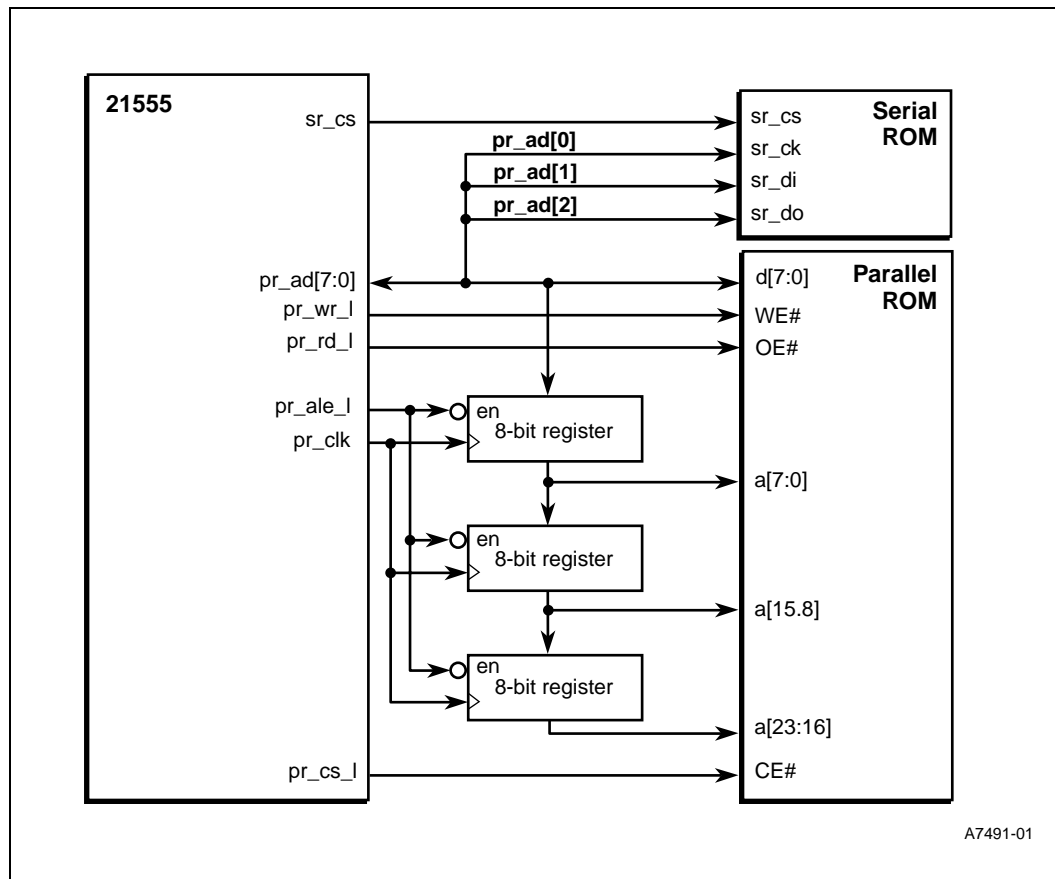 21555
sr_cs
sr_cs
Serial
ROM
pr_ad[0]
sr_ck
pr_ad[1]
sr_di
pr_ad[2]
sr_do
pr_ad[7:0]
d[7:0]
Parallel
ROM
pr_wr_l
WE#
pr_rd_l
OE#
pr_ale_l
en
8-bit register
pr_clk
a[7:0]
en
8-bit register
a[15.8]
en
8-bit register
a[23:16]
pr_cs_l
CE#
A7491-01